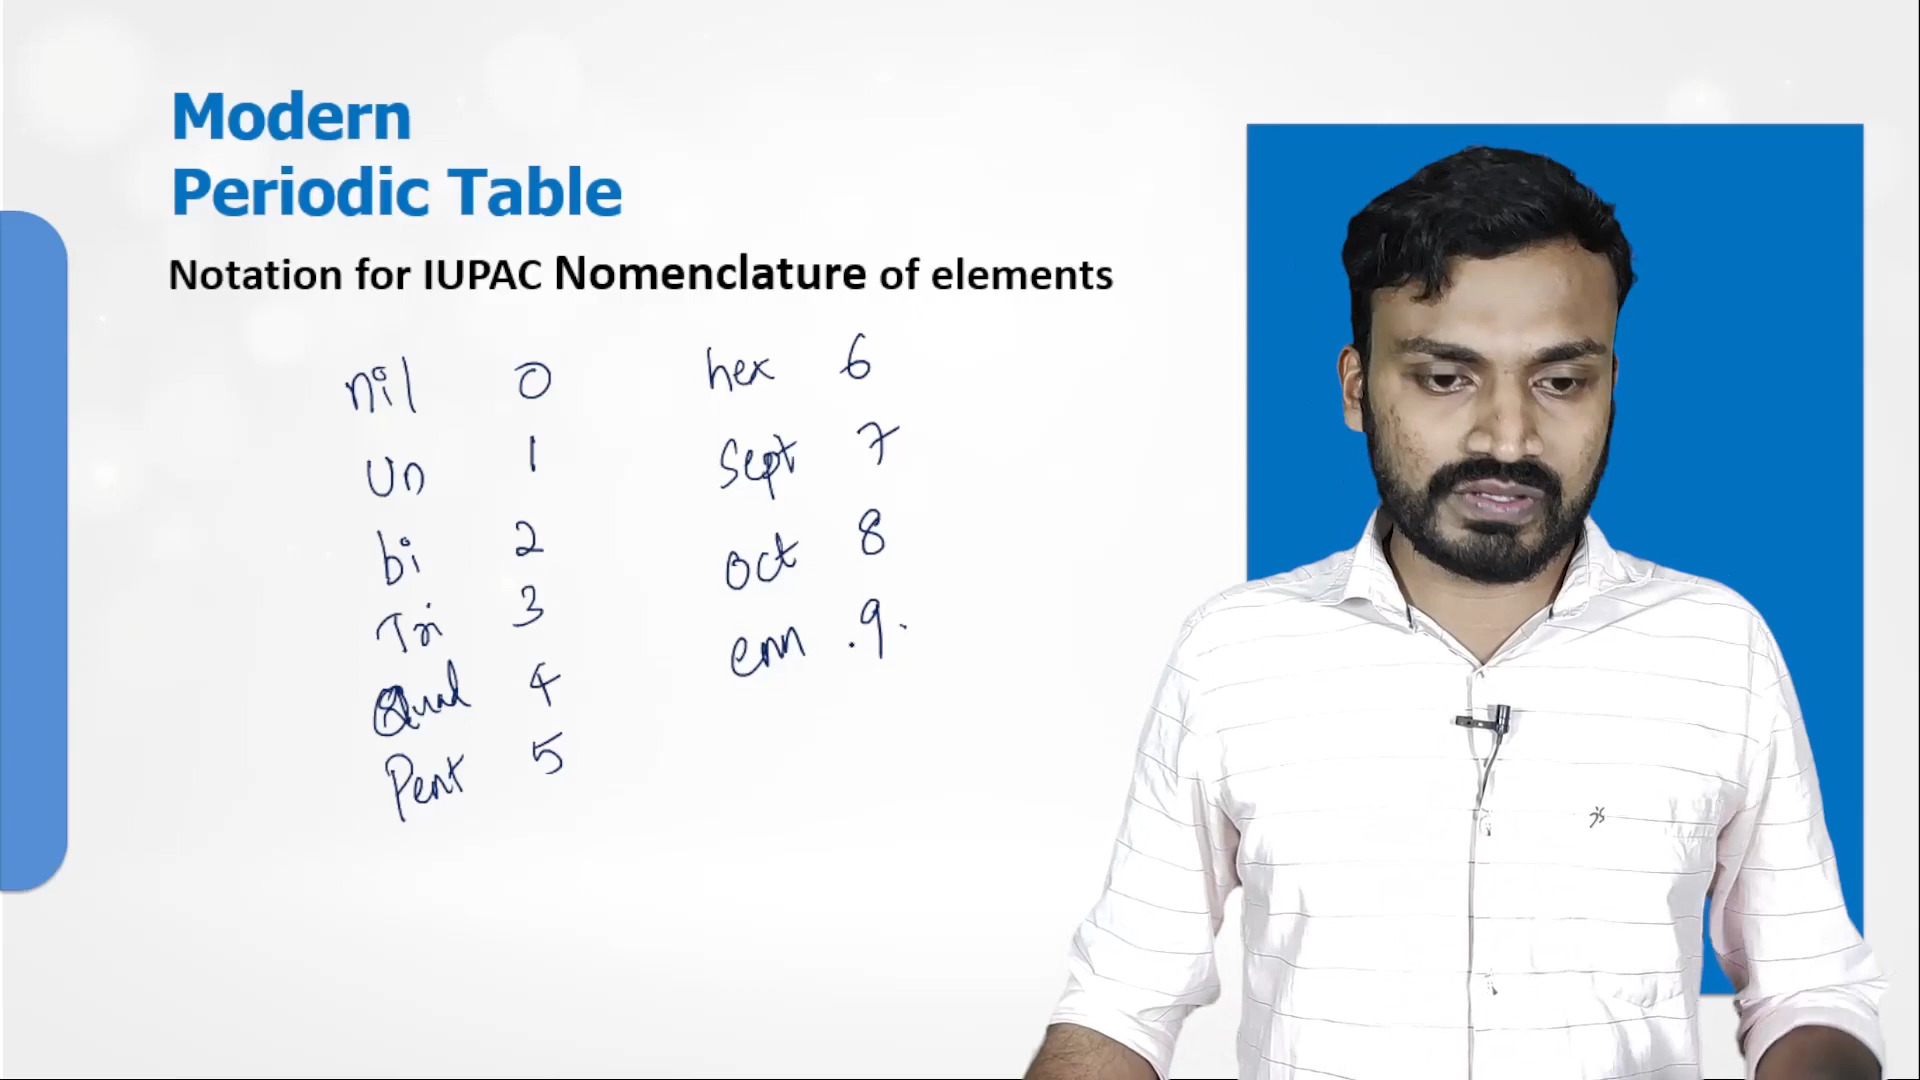 Modern
Periodic Table
Notation for IUPAC Nomenclature of elements
nil 0
Un 1
bi 2
Tri 3
Quad 4
Pent 5
hex 6
Sept 7
oct 8
enn .9.